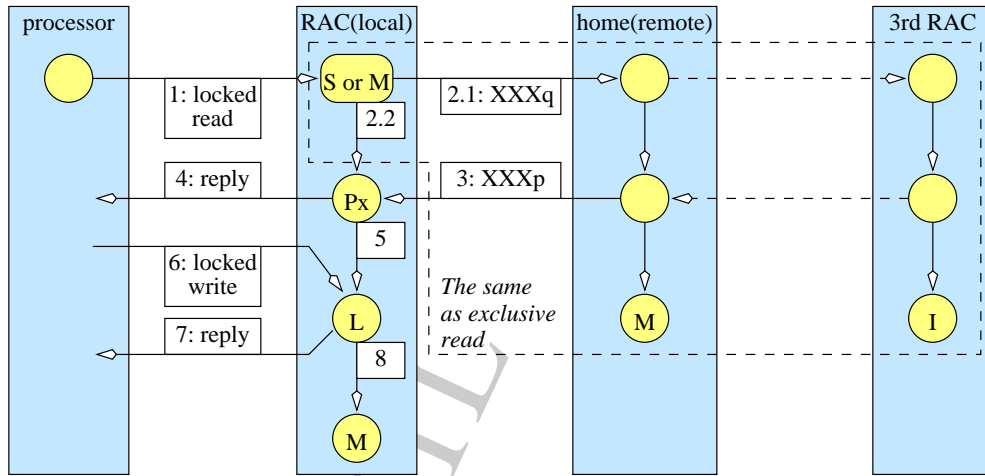 processor
RAC(local)
home(remote)
3rd RAC
S or M
1: locked
read
2.1: XXXq
2.2
4: reply
Px
3: XXXp
5
6: locked
write
The same
as exclusive
read
L
M
I
7: reply
8
M